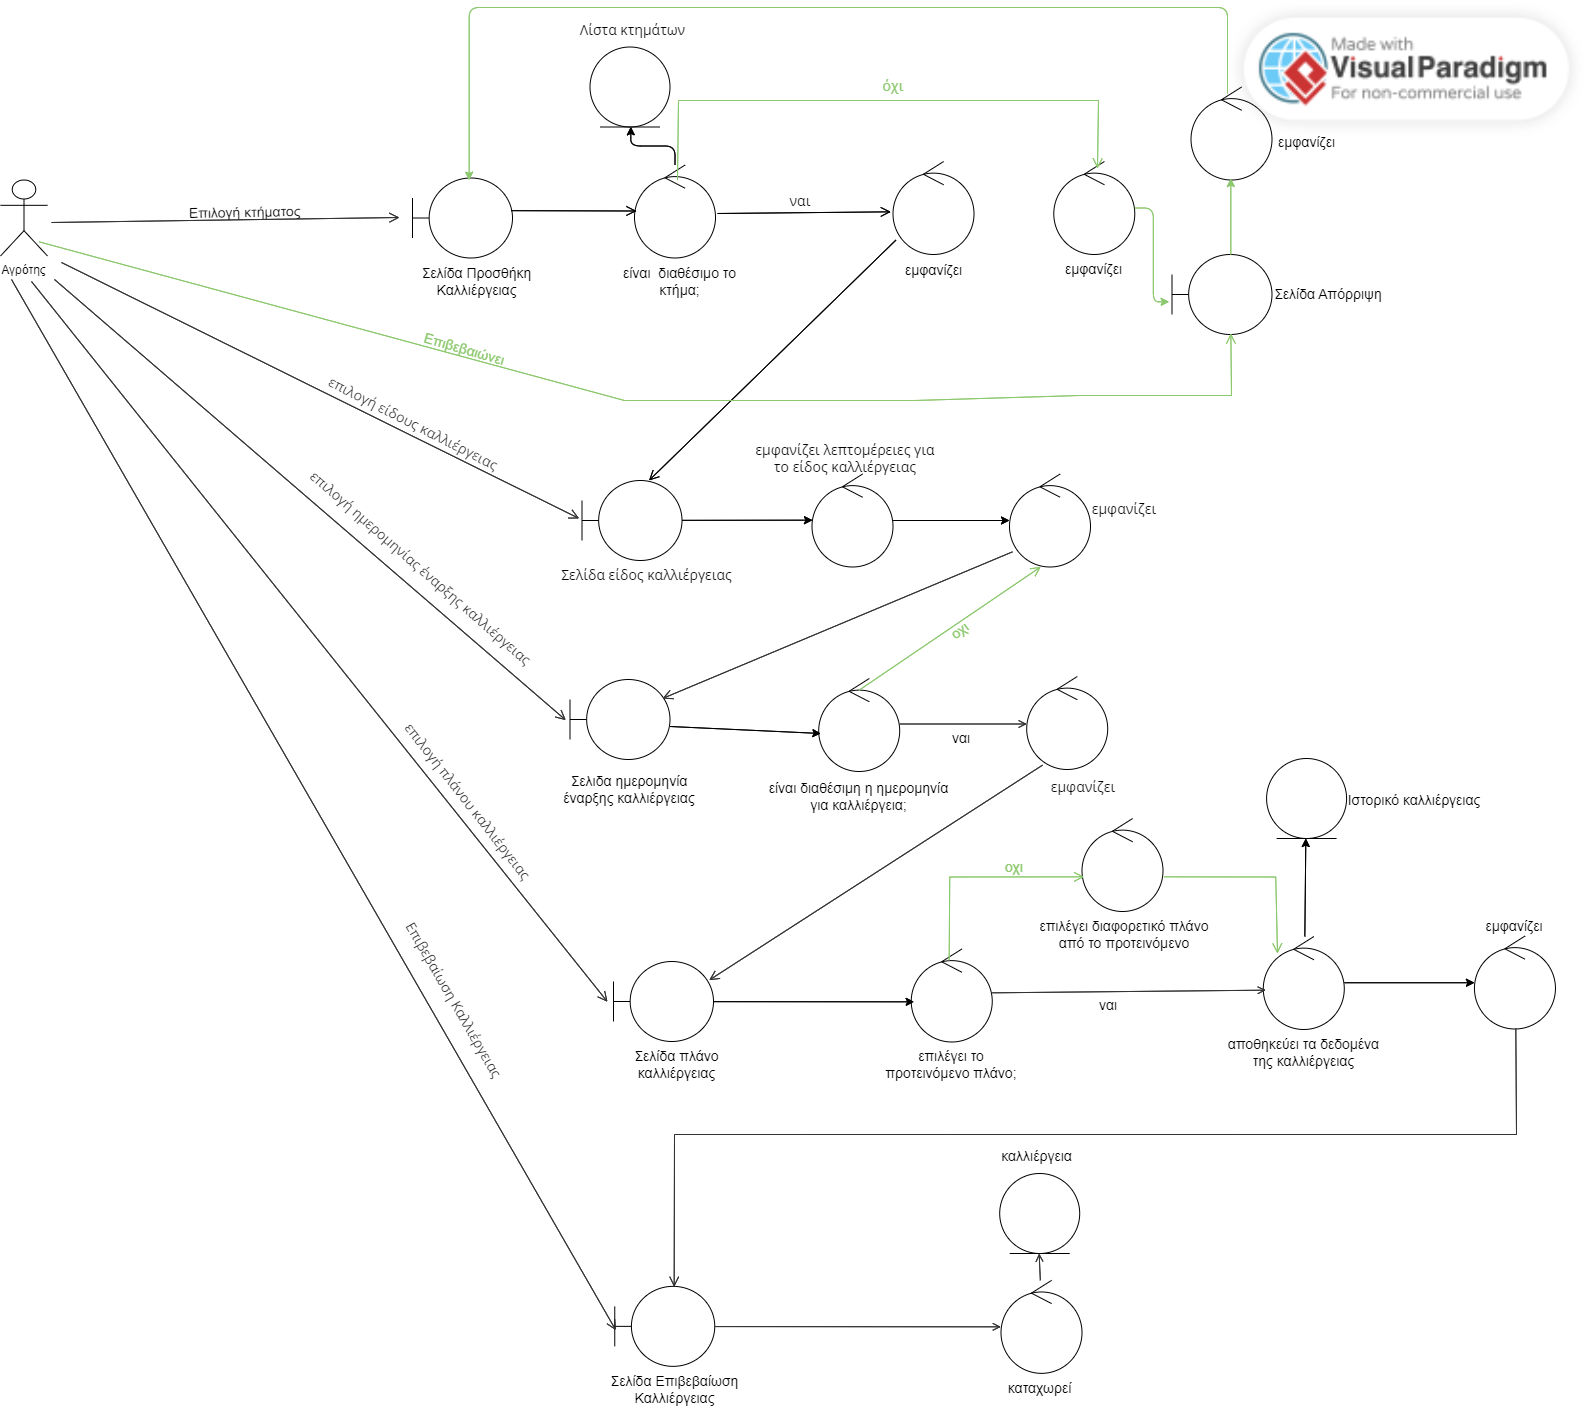 Λίστα κτημάτων
Made with
Visual Paradigm
For non-commercial use
όχι
εμφανίζει
Επιλογή κτήματος
ναι
Αγρότης
Σελίδα Προσθήκη
Καλλιέργειας
είναι διαθέσιμο το
κτήμα;
εμφανίζει
εμφανίζει
Σελίδα Απόρριψη
Επιβεβαιώνει
επιλογή είδους καλλιέργειας
εμφανίζει λεπτομέρειες για
το είδος καλλιέργειας
εμφανίζει
Σελίδα είδος καλλιέργειας
επιλογή ημερομηνίας έναρξης καλλιέργειας
οχι
ναι
Σελιδα ημερομηνία
έναρξης καλλιέργειας
είναι διαθέσιμη η ημερομηνία
για καλλιέργεια;
εμφανίζει
επιλογή πλάνου καλλιέργειας
Ιστορικό καλλιέργειας
οχι
επιλέγει διαφορετικό πλάνο
από το προτεινόμενο
εμφανίζει
Επιβεβαίωση Καλλιέργειας
ναι
Σελίδα πλάνο
καλλιέργειας
επιλέγει το
προτεινόμενο πλάνο;
αποθηκεύει τα δεδομένα
της καλλιέργειας
καλλιέργεια
Σελίδα Επιβεβαίωση
Καλλιέργειας
καταχωρεί